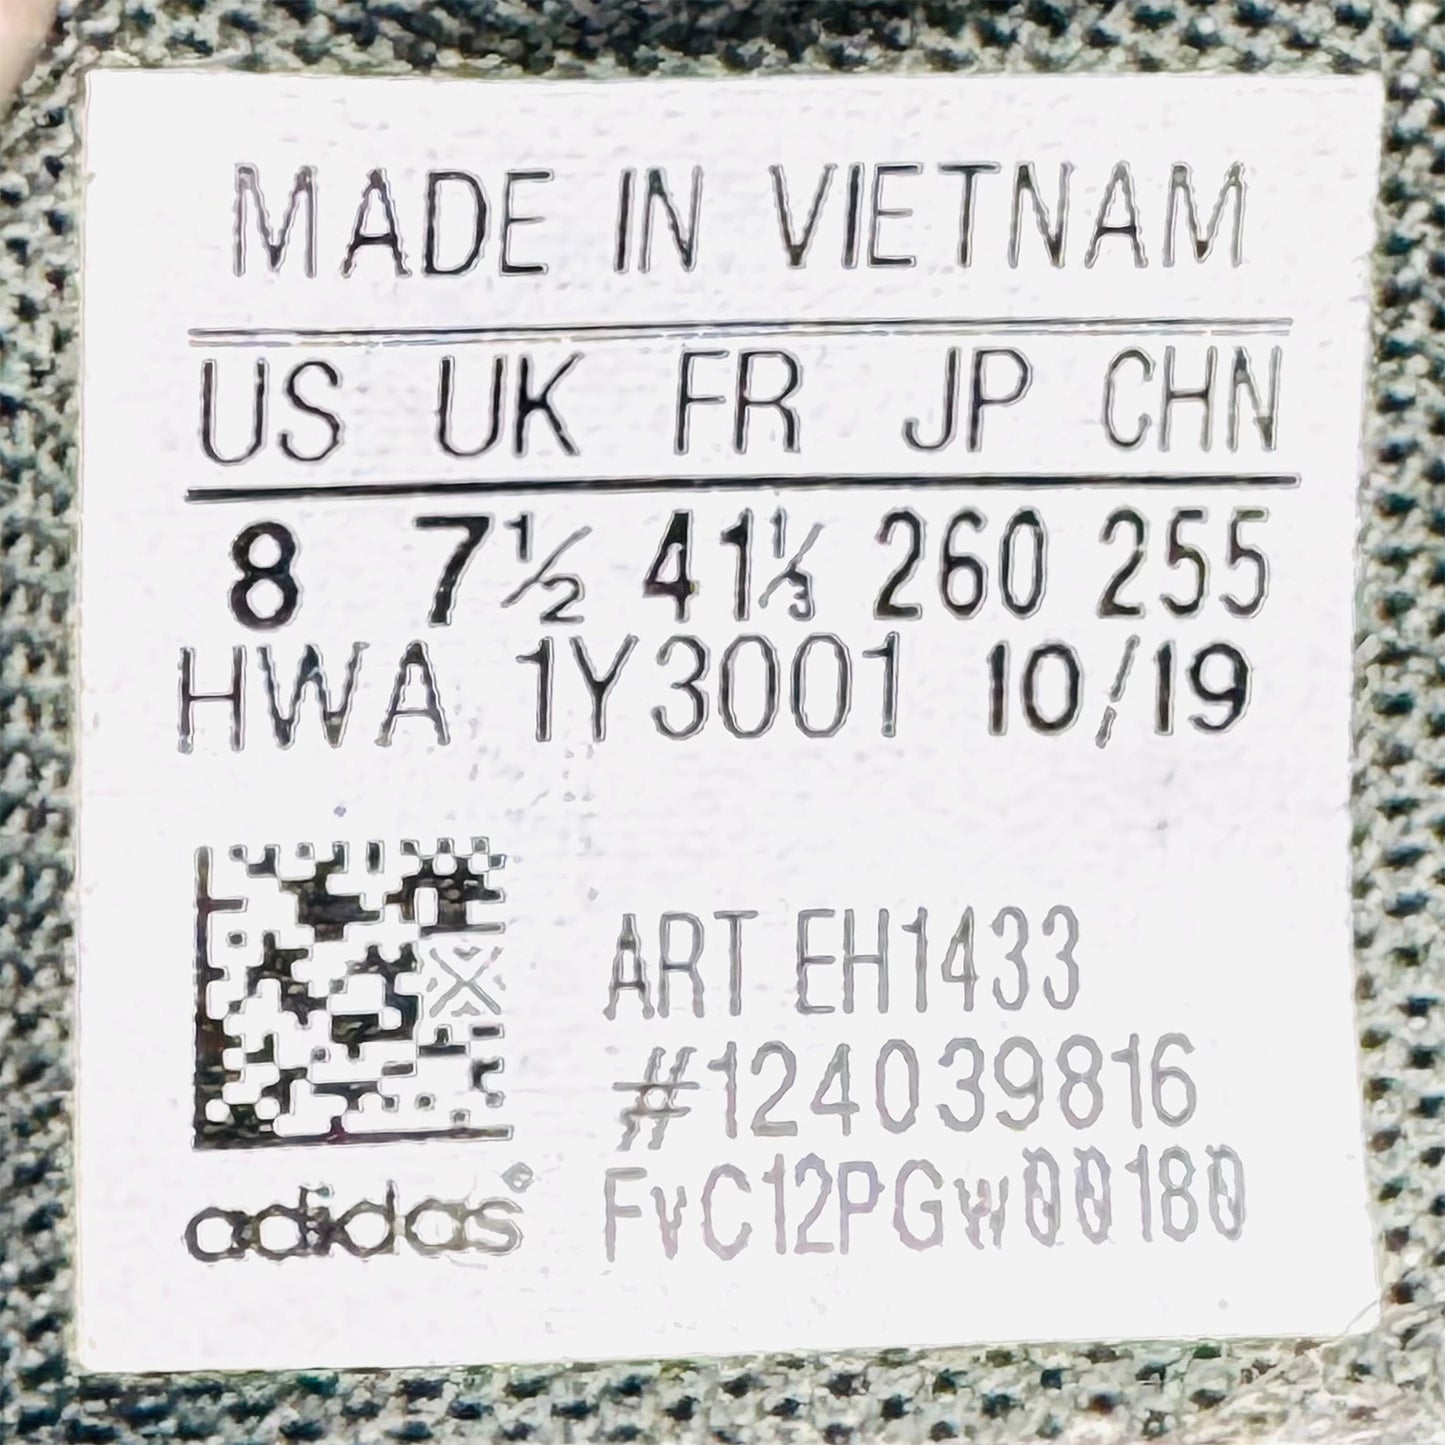 MADE IN VIETNAM
US UK FR JP CHN
8 7½ 41⅓ 260 255
HWA 1Y3001 10/19
ART EH1433
#124039816
FvC12PGw00180
adidas®